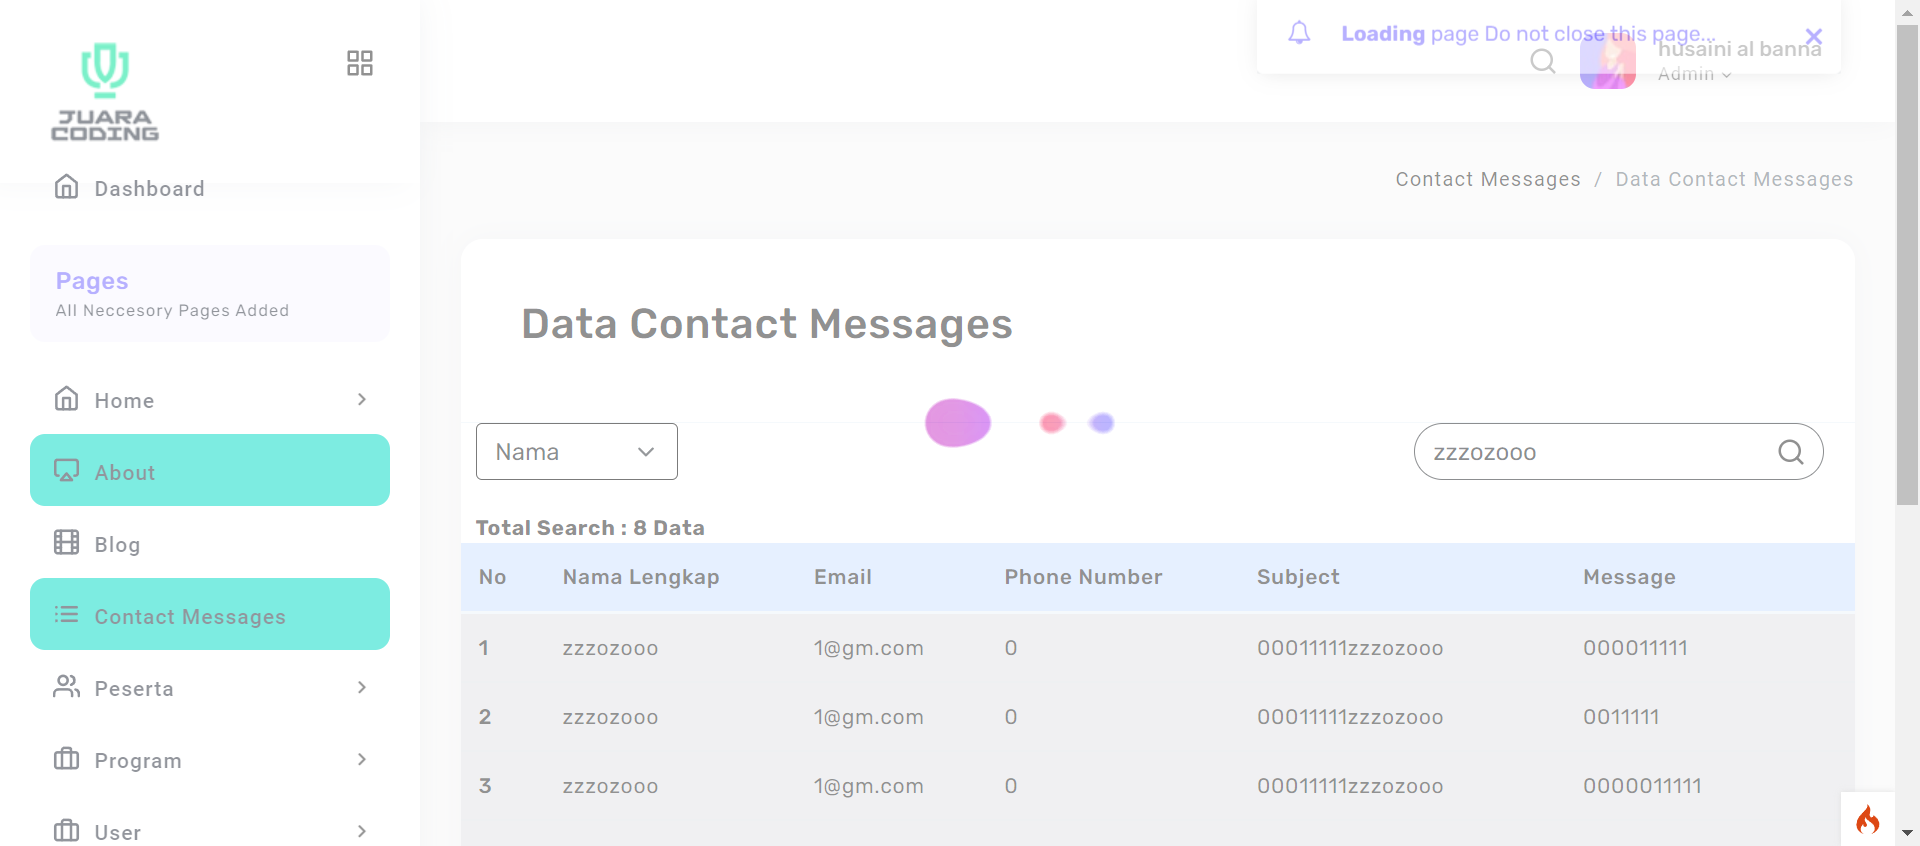 JUARA
CODING
Loading page Do not close this page...
husaini al banna
Admin
Dashboard
Contact Messages / Data Contact Messages
Pages
All Neccesory Pages Added
Data Contact Messages
Home
About
Blog
Contact Messages
Peserta
Program
User
Nama
zzzozooo
Total Search : 8 Data
No Nama Lengkap Email Phone Number Subject Message
1 zzzozooo 1@gm.com 0 00011111zzzozooo 000011111
2 zzzozooo 1@gm.com 0 00011111zzzozooo 0011111
3 zzzozooo 1@gm.com 0 00011111zzzozooo 0000011111